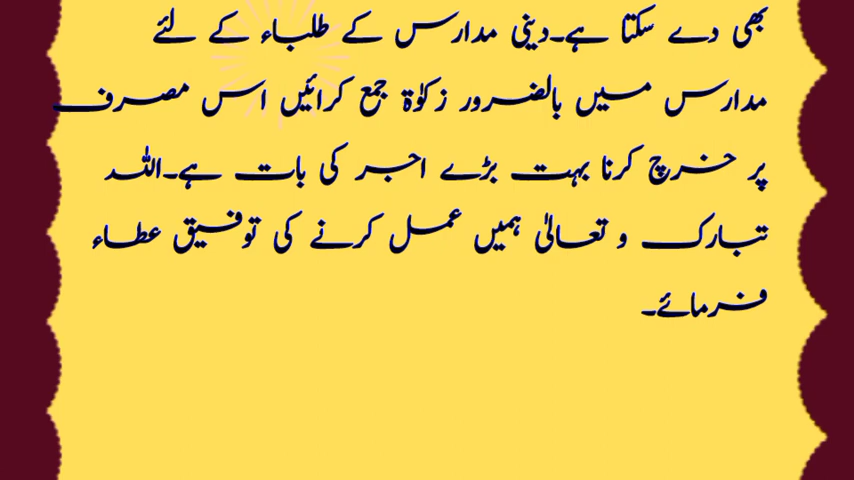 بھی دے سکتا ہے۔دینی مدارس کے طلباء کے لئے
مدارس میں بالضرور زکوٰۃ جمع کرائیں اس مصرف
پر خرچ کرنا بہت بڑے اجر کی بات ہے۔اللہ
تبارک و تعالیٰ ہمیں عمل کرنے کی توفیق عطاء
فرمائے۔